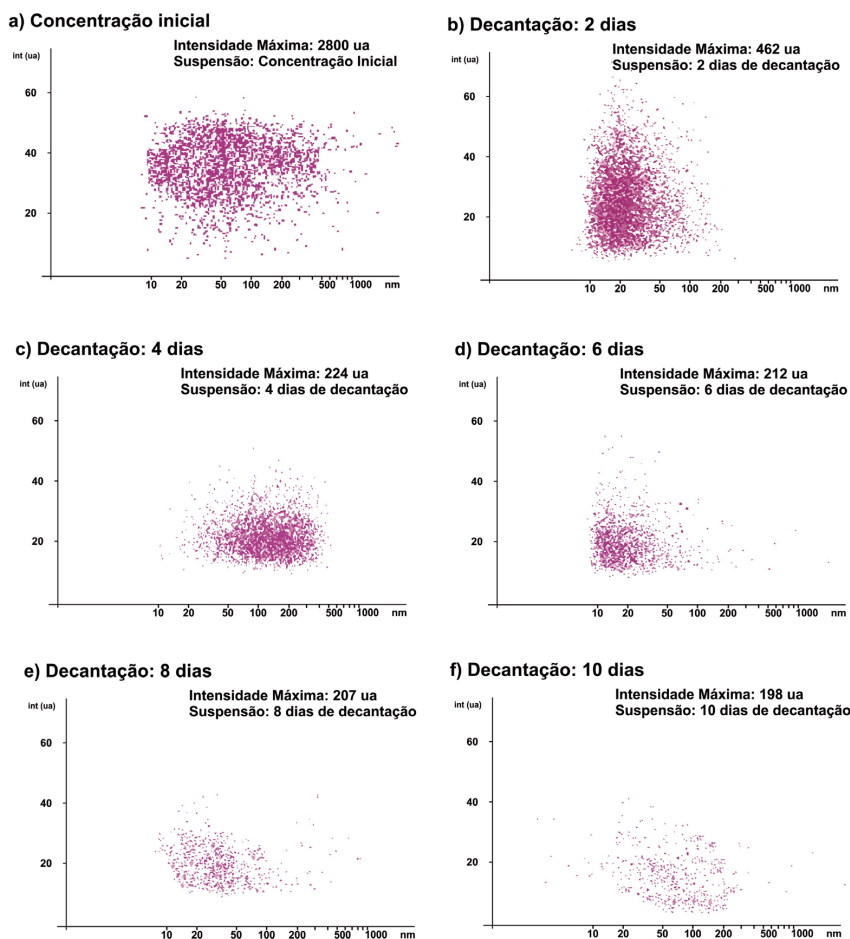 a) Concentração inicial
Intensidade Máxima: 2800 ua
Suspensão: Concentração Inicial
int (ua)
60
40
20
10 20 50 100 200 500 1000 nm
b) Decantação: 2 dias
Intensidade Máxima: 462 ua
Suspensão: 2 dias de decantação
int (ua)
60
40
20
10 20 50 100 500 1000 nm
c) Decantação: 4 dias
Intensidade Máxima: 224 ua
Suspensão: 4 dias de decantação
int (ua)
60
40
20
10 20 50 100 200 500 1000 nm
d) Decantação: 6 dias
Intensidade Máxima: 212 ua
Suspensão: 6 dias de decantação
int (ua)
60
40
20
10 20 50 100 200 500 1000 nm
e) Decantação: 8 dias
Intensidade Máxima: 207 ua
Suspensão: 8 dias de decantação
int (ua)
60
40
20
10 20 50 100 200 500 1000 nm
f) Decantação: 10 dias
Intensidade Máxima: 198 ua
Suspensão: 10 dias de decantação
int (ua)
60
40
20
10 20 50 100 200 500 1000 nm